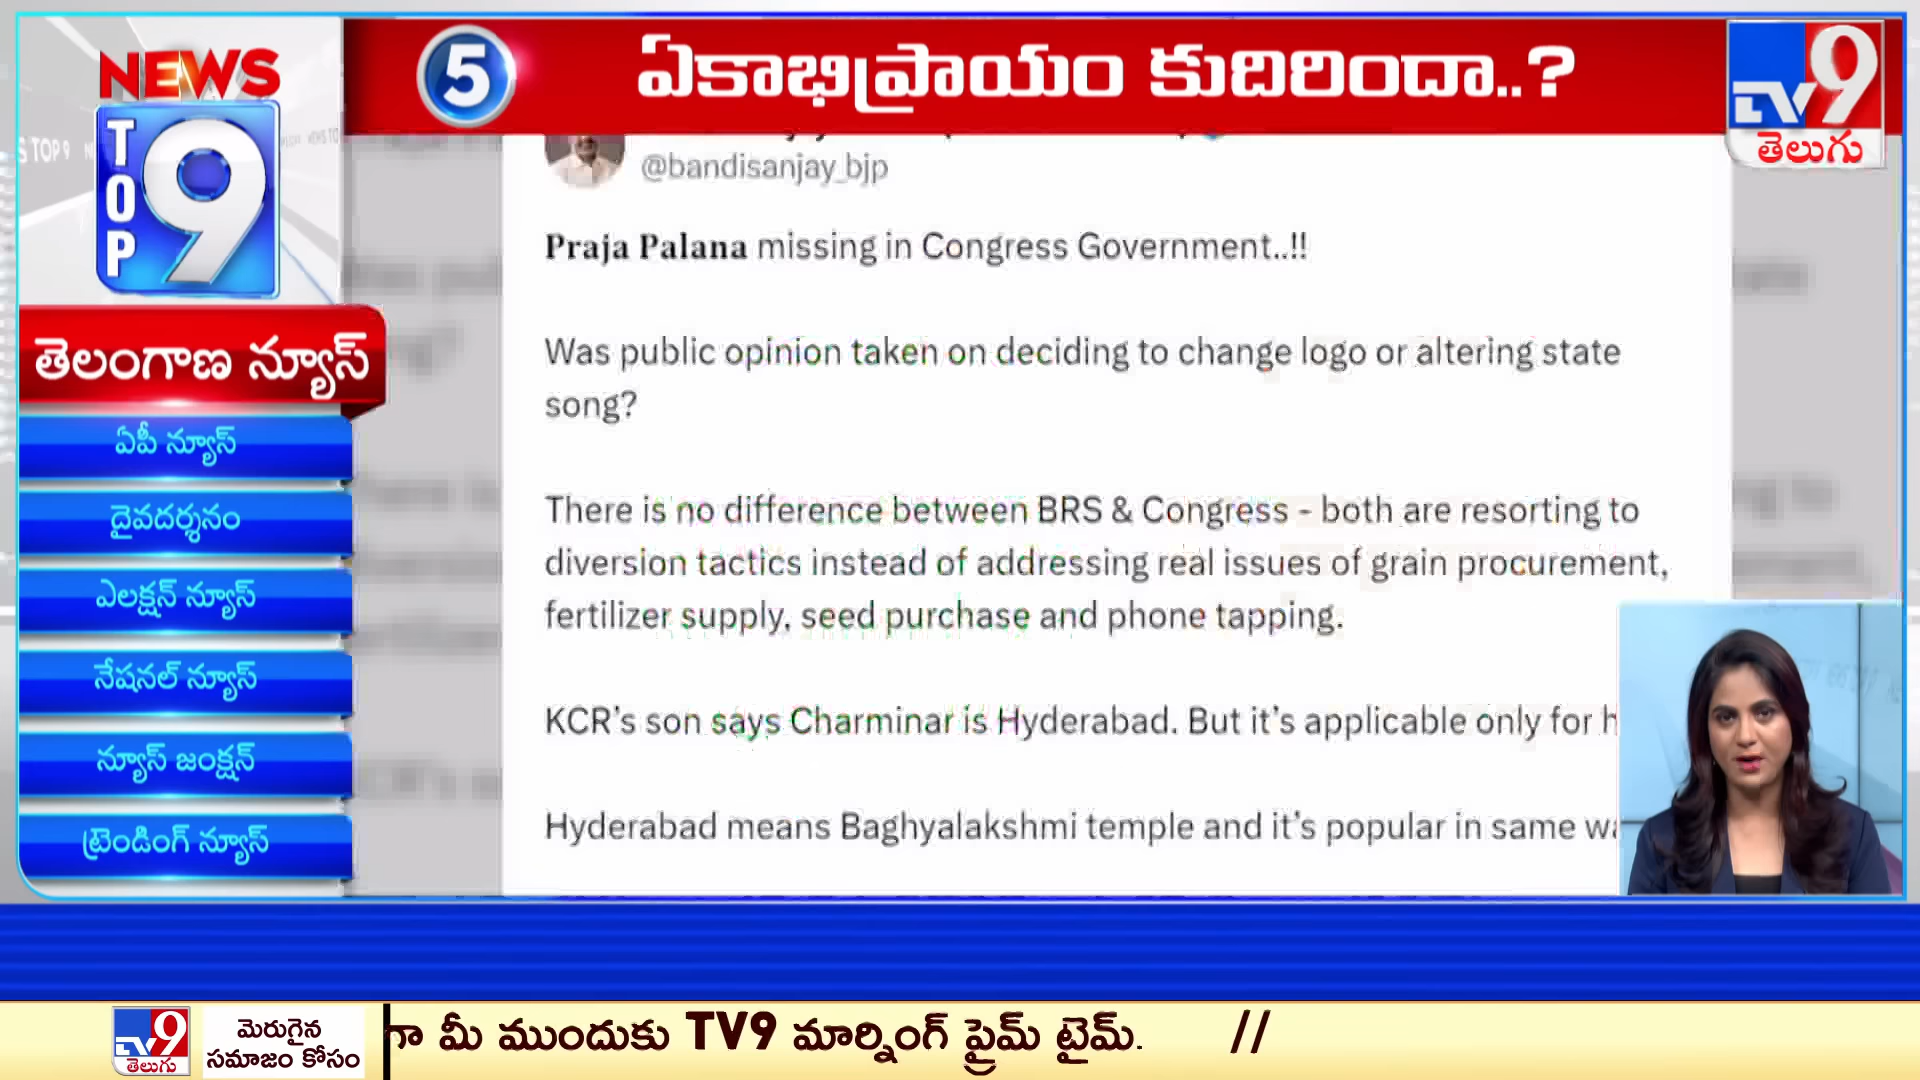 NEWS
TOP
9
5
ఏకాభిప్రాయం కుదిరిందా..?
TV9
తెలుగు
@bandisanjay_bjp
Praja Palana missing in Congress Government..!!
Was public opinion taken on deciding to change logo or altering state
song?
There is no difference between BRS & Congress - both are resorting to
diversion tactics instead of addressing real issues of grain procurement,
fertilizer supply, seed purchase and phone tapping.
KCR's son says Charminar is Hyderabad. But it's applicable only for
Hyderabad means Baghyalakshmi temple and it's popular in same
తెలంగాణ న్యూస్
ఏపీ న్యూస్
దైవదర్శనం
ఎలక్షన్ న్యూస్
నేషనల్ న్యూస్
న్యూస్ జంక్షన్
ట్రెండింగ్ న్యూస్
TV9
తెలుగు
మెరుగైన
సమాజం కోసం
గా మీ ముందుకు TV9 మార్నింగ్ ప్రైమ్ టైమ్. //